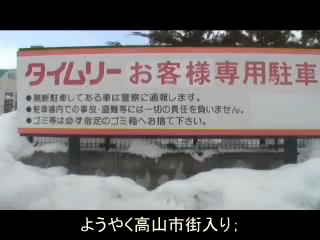 タイムリーお客様専用駐車
●無断駐車してある車は警察に通報します。
●駐車場内での事故・盗難等には一切の責任を負いません。
●ゴミ等は必ず指定のゴミ箱へお捨て下さい。
ようやく高山市街入り;